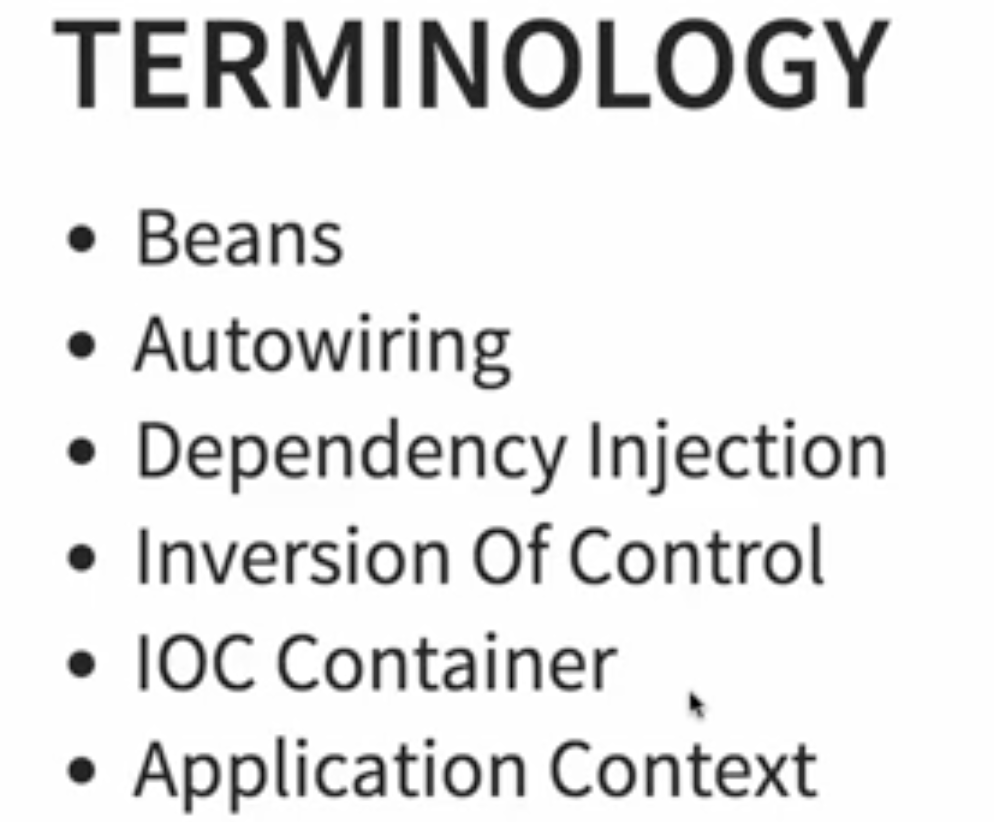 TERMINOLOGY
• Beans
• Autowiring
• Dependency Injection
• Inversion Of Control
• IOC Container
• Application Context